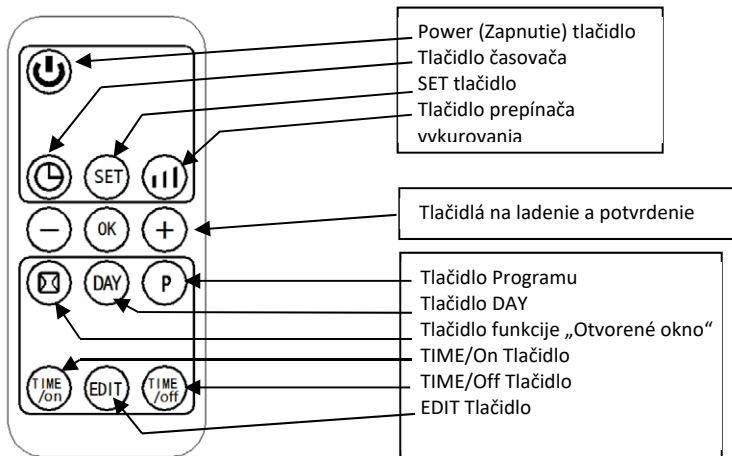 Power (Zapnutie) tlačidlo
Tlačidlo časovača
SET tlačidlo
Tlačidlo prepínača
vykurovania
SET
OK
Tlačidlá na ladenie a potvrdenie
DAY
P
Tlačidlo Programu
Tlačidlo DAY
Tlačidlo funkcije „Otvorené okno“
TIME/On Tlačidlo
TIME/Off Tlačidlo
EDIT Tlačidlo
TIME
/on
EDIT
TIME
/off